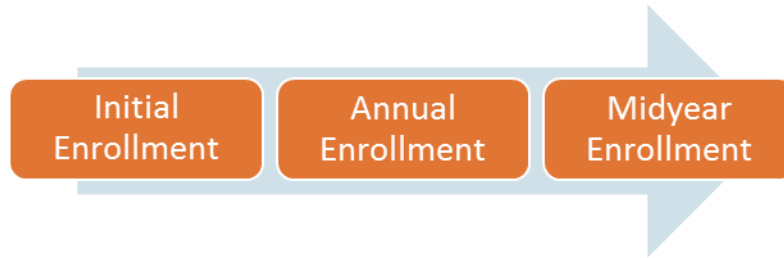 Initial
Enrollment
Annual
Enrollment
Midyear
Enrollment